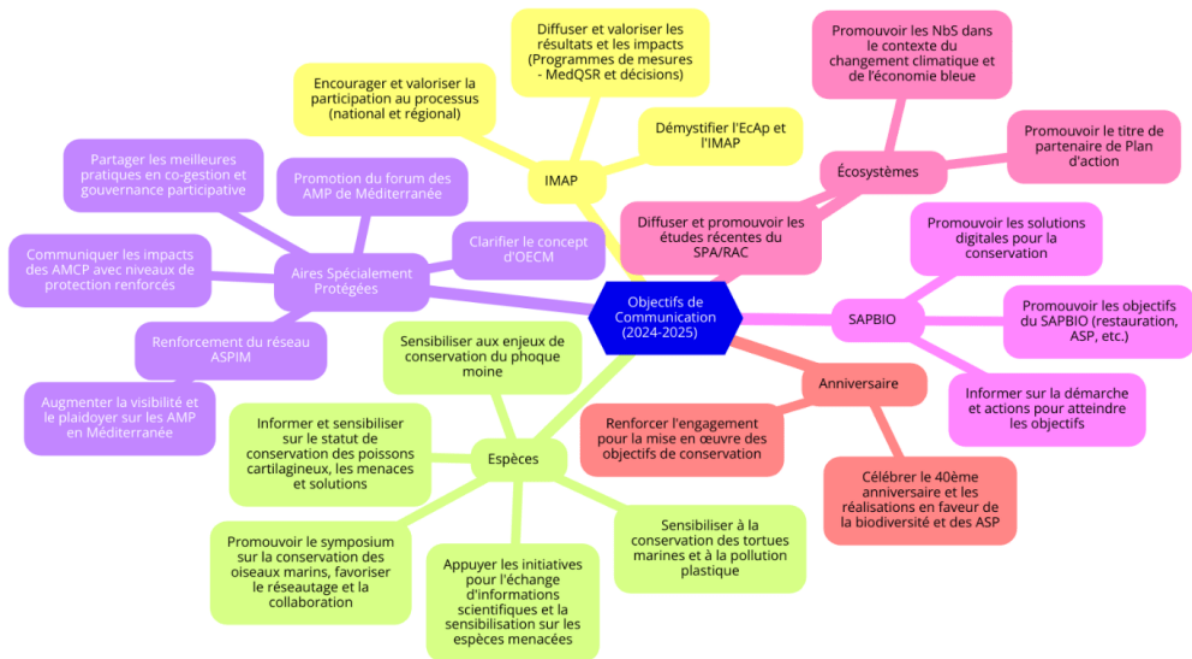 Objectifs de
Communication
(2024-2025)
IMAP
Encourager et valoriser la
participation au processus
(national et régional)
Diffuser et valoriser les
résultats et les impacts
(Programmes de mesures
- MedQSR et décisions)
Démystifier l'EcAp et
l'IMAP
Écosystèmes
Promouvoir les NbS dans
le contexte du
changement climatique et
de l'économie bleue
Promouvoir le titre de
partenaire de Plan
d'action
Diffuser et promouvoir les
études récentes du
SPA/RAC
SAPBIO
Promouvoir les solutions
digitales pour la
conservation
Promouvoir les objectifs
du SAPBIO (restauration,
ASP, etc.)
Informer sur la démarche
et actions pour atteindre
les objectifs
Anniversaire
Renforcer l'engagement
pour la mise en œuvre des
objectifs de conservation
Célébrer le 40ème
anniversaire et les
réalisations en faveur de
la biodiversité et des ASP
Espèces
Sensibiliser aux enjeux de
conservation du phoque
moine
Informer et sensibiliser
sur le statut de
conservation des poissons
cartilagineux, les menaces
et solutions
Promouvoir le symposium
sur la conservation des
oiseaux marins, favoriser
le réseautage et la
collaboration
Appuyer les initiatives
pour l'échange
d'informations
scientifiques et la
sensibilisation sur les
espèces menacées
Sensibiliser à la
conservation des tortues
marines et à la pollution
plastique
Aires Spécialement
Protégées
Partager les meilleures
pratiques en co-gestion et
gouvernance participative
Promotion du forum des
AMP de Méditerranée
Clarifier le concept
d'OECM
Communiquer les impacts
des AMCP avec niveaux de
protection renforcés
Renforcement du réseau
ASPIM
Augmenter la visibilité et
le plaidoyer sur les AMP
en Méditerranée